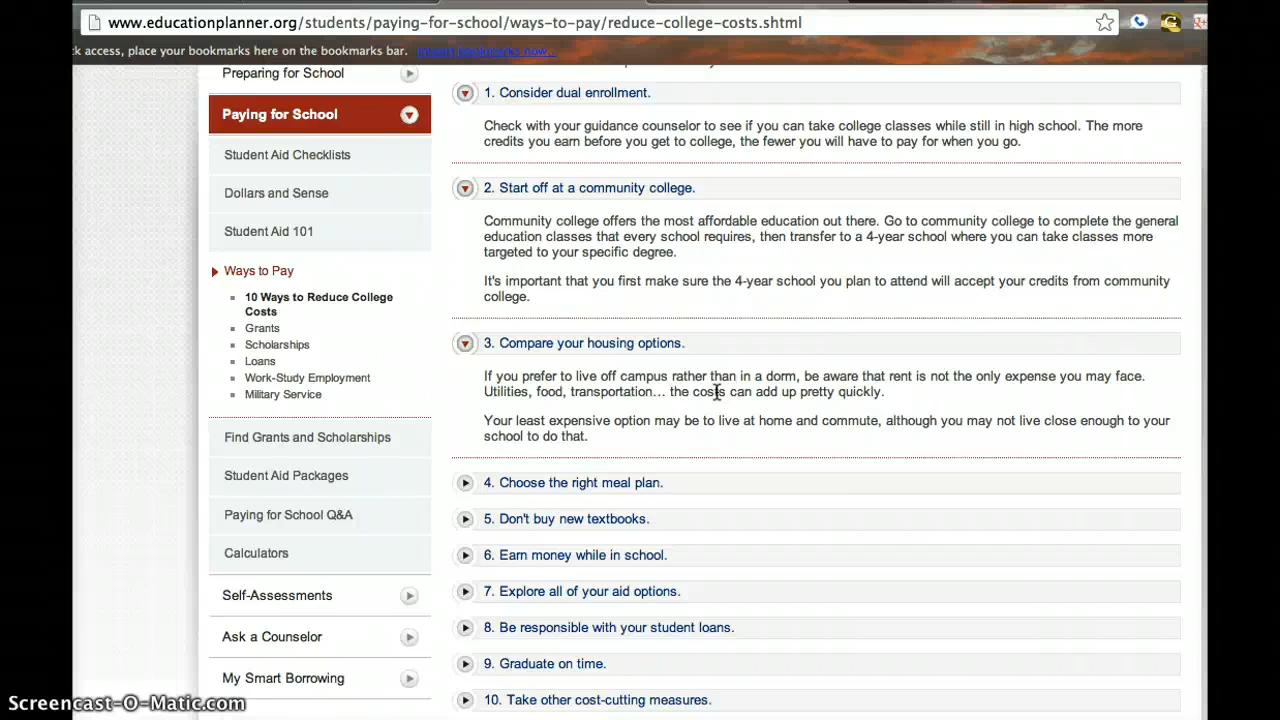 www.educationplanner.org/students/paying-for-school/ways-to-pay/reduce-college-costs.shtml
ck access, place your bookmarks here on the bookmarks bar. Import bookmarks now...
Preparing for School
Paying for School
Student Aid Checklists
Dollars and Sense
Student Aid 101
Ways to Pay
10 Ways to Reduce College
Costs
Grants
Scholarships
Loans
Work-Study Employment
Military Service
Find Grants and Scholarships
Student Aid Packages
Paying for School Q&A
Calculators
Self-Assessments
Ask a Counselor
My Smart Borrowing
1. Consider dual enrollment.
Check with your guidance counselor to see if you can take college classes while still in high school. The more
credits you earn before you get to college, the fewer you will have to pay for when you go.
2. Start off at a community college.
Community college offers the most affordable education out there. Go to community college to complete the general
education classes that every school requires, then transfer to a 4-year school where you can take classes more
targeted to your specific degree.
It's important that you first make sure the 4-year school you plan to attend will accept your credits from community
college.
3. Compare your housing options.
If you prefer to live off campus rather than in a dorm, be aware that rent is not the only expense you may face.
Utilities, food, transportation… the costs can add up pretty quickly.
Your least expensive option may be to live at home and commute, although you may not live close enough to your
school to do that.
4. Choose the right meal plan.
5. Don't buy new textbooks.
6. Earn money while in school.
7. Explore all of your aid options.
8. Be responsible with your student loans.
9. Graduate on time.
10. Take other cost-cutting measures.
Screencast-O-Matic.com